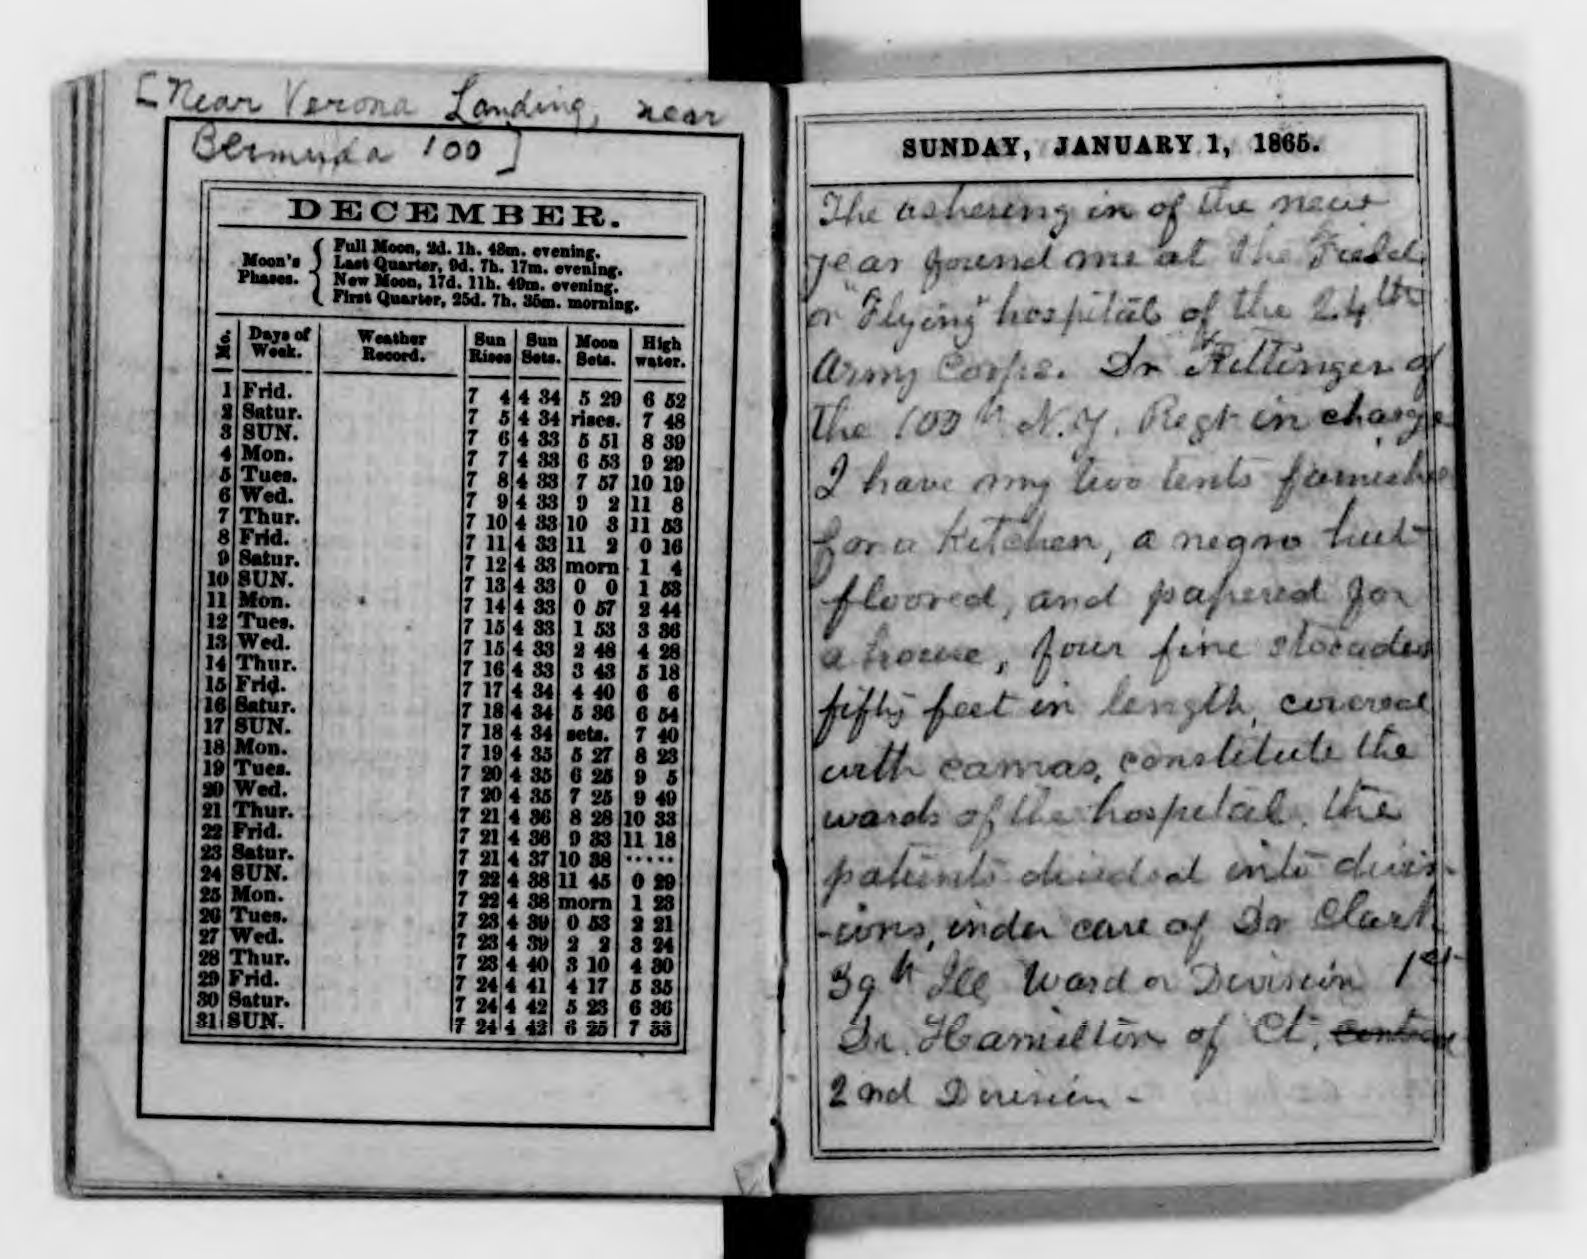 [Near Verona Landing, near
Bermuda 100]
DECEMBER.
Moon's Phases.
Full Moon, 2d. 1h. 48m. evening.
Last Quarter, 9d. 7h. 17m. evening.
New Moon, 17d. 11h. 49m. evening.
First Quarter, 25d. 7h. 35m. morning.
D. M. Days of Week. Weather Record. Sun Rises Sun Sets. Moon Sets. High water.
1 Frid. 7 4 4 34 5 29 6 52
2 Satur. 7 5 4 34 rises. 7 48
3 SUN. 7 6 4 33 5 51 8 39
4 Mon. 7 7 4 33 6 53 9 29
5 Tues. 7 8 4 33 7 57 10 19
6 Wed. 7 9 4 33 9 2 11 8
7 Thur. 7 10 4 33 10 3 11 53
8 Frid. 7 11 4 33 11 2 0 16
9 Satur. 7 12 4 33 morn 1 4
10 SUN. 7 13 4 33 0 0 1 53
11 Mon. 7 14 4 33 0 57 2 44
12 Tues. 7 15 4 33 1 53 3 36
13 Wed. 7 15 4 33 2 48 4 28
14 Thur. 7 16 4 33 3 43 5 18
15 Frid. 7 17 4 34 4 40 6 6
16 Satur. 7 18 4 34 5 36 6 54
17 SUN. 7 18 4 34 sets. 7 40
18 Mon. 7 19 4 35 5 27 8 23
19 Tues. 7 20 4 35 6 25 9 5
20 Wed. 7 20 4 35 7 25 9 49
21 Thur. 7 21 4 36 8 28 10 33
22 Frid. 7 21 4 36 9 33 11 18
23 Satur. 7 21 4 37 10 38 .....
24 SUN. 7 22 4 38 11 45 0 29
25 Mon. 7 22 4 38 morn 1 23
26 Tues. 7 23 4 39 0 53 2 21
27 Wed. 7 23 4 39 2 2 3 24
28 Thur. 7 23 4 40 3 10 4 30
29 Frid. 7 24 4 41 4 17 5 35
30 Satur. 7 24 4 42 5 23 6 36
31 SUN. 7 24 4 42 6 25 7 33
SUNDAY, JANUARY 1, 1865.
The ashering in of the new
year found me at the Field
or "Flying" hospital of the 24th
Army Corps. Dr Kittinger of
the 100th N.Y. Regt in charge
I have my two tents furnished
for a kitchen, a negro hut
floored, and papered for
a house, four fine stocades
fifty feet in length, covered
with canvas, constitute the
wards of the hospital. the
patients divided into divis-
-ions, under care of Dr Clark
39th Ill Ward or Division 1st
Dr. Hamilton of Ct.
2nd Division -